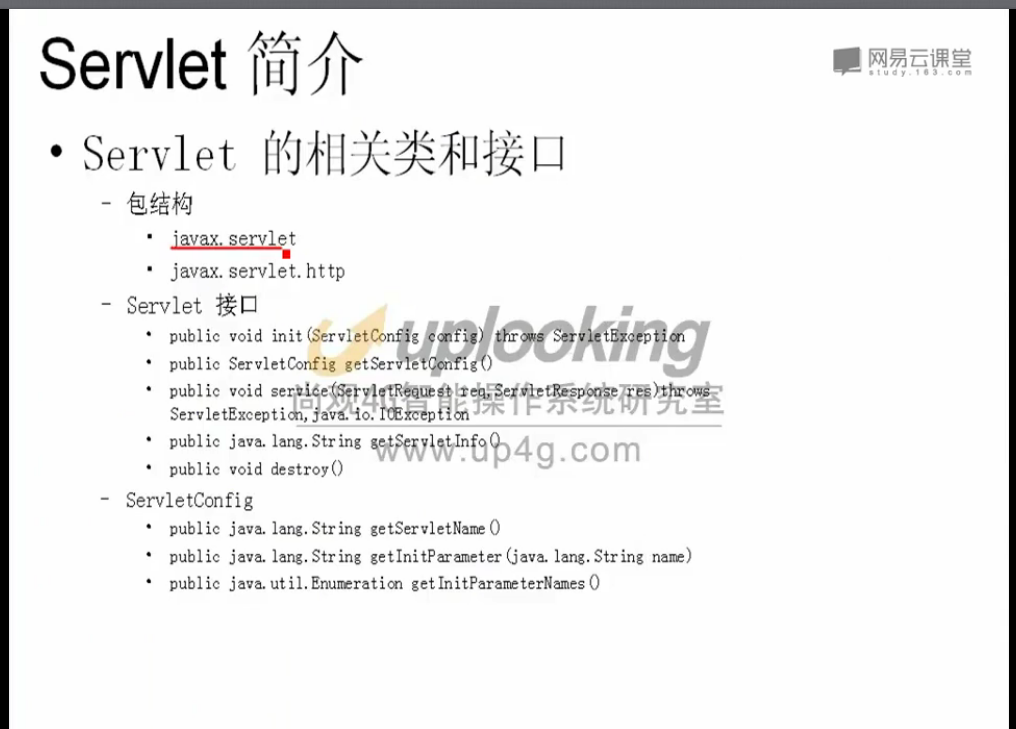 Servlet 简介
网易云课堂
study.163.com
• Servlet 的相关类和接口
– 包结构
▪ javax.servlet
▪ javax.servlet.http
– Servlet 接口
• public void init(ServletConfig config) throws ServletException
• public ServletConfig getServletConfig()
• public void service(ServletRequest req,ServletResponse res)throws
ServletException,java.io.IOException
• public java.lang.String getServletInfo()
• public void destroy()
– ServletConfig
• public java.lang.String getServletName()
• public java.lang.String getInitParameter(java.lang.String name)
• public java.util.Enumeration getInitParameterNames()
uplooking
尚观4G智能操作系统研究室
www.up4g.com